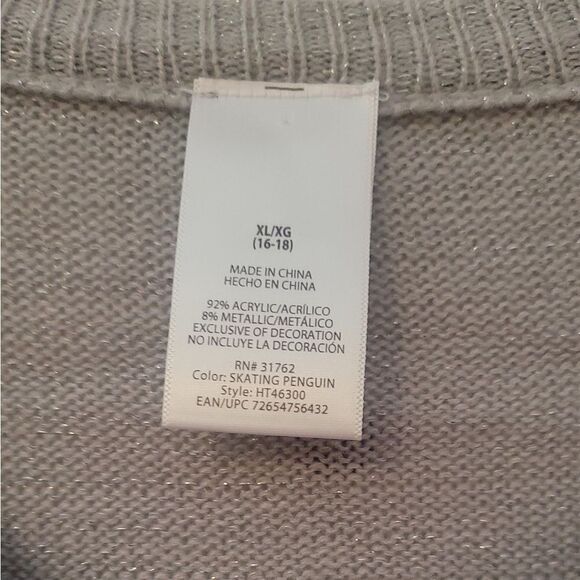 XL/XG
(16-18)
MADE IN CHINA
HECHO EN CHINA
92% ACRYLIC/ACRÍLICO
8% METALLIC/METÁLICO
EXCLUSIVE OF DECORATION
NO INCLUYE LA DECORACIÓN
RN# 31762
Color: SKATING PENGUIN
Style: HT46300
EAN/UPC 72654756432